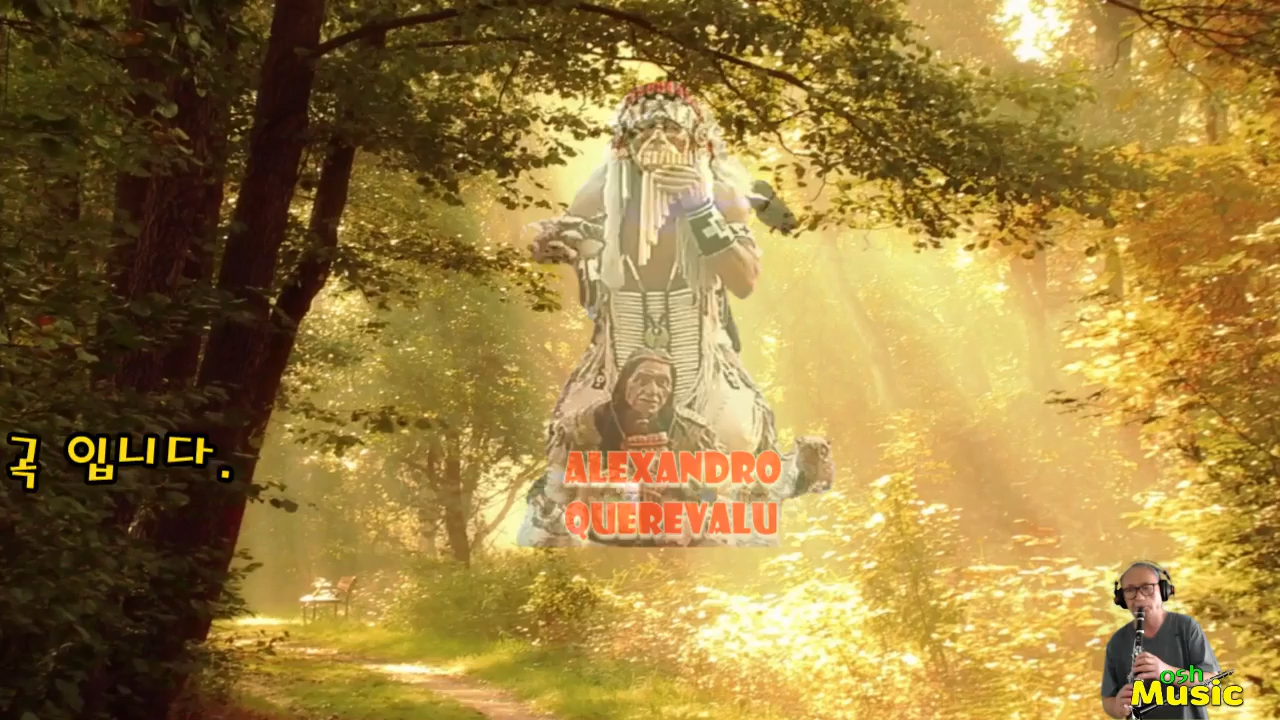 곡 입니다.
ALEXANDRO
QUEREVALU
osh
Music